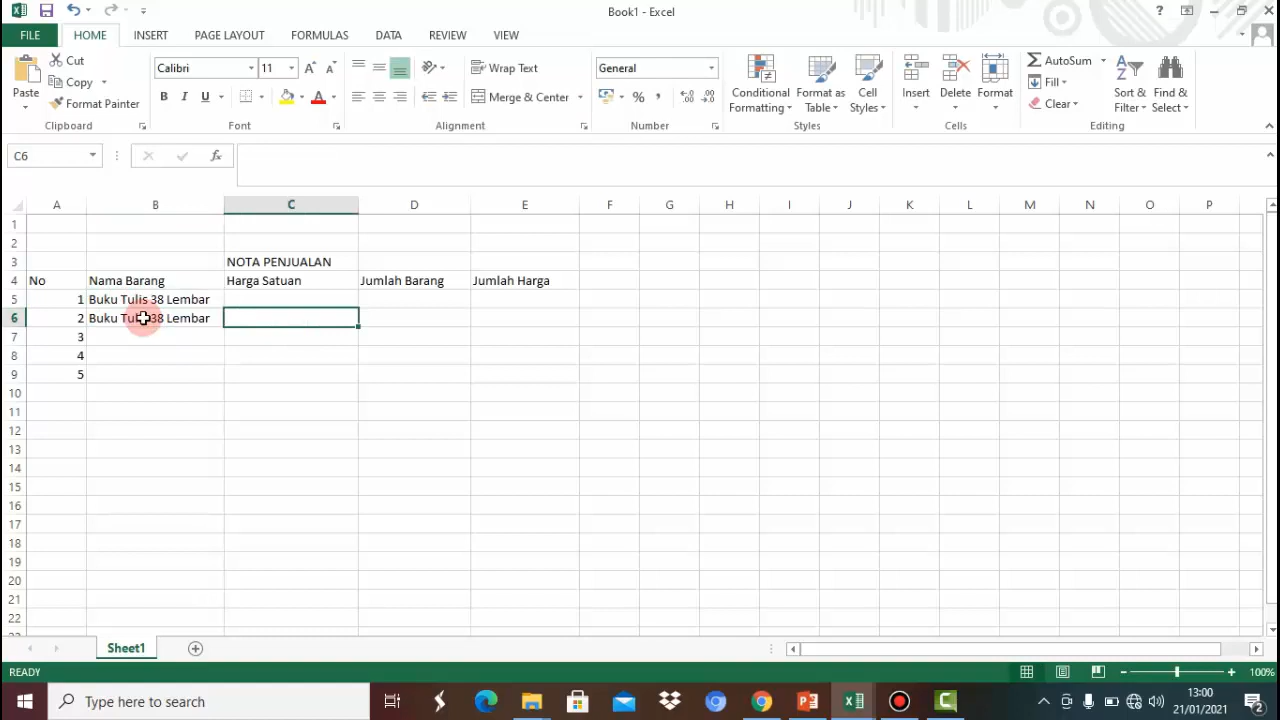 Book1 - Excel
FILE HOME INSERT PAGE LAYOUT FORMULAS DATA REVIEW VIEW
Paste Cut Copy Format Painter Clipboard
Calibri 11 B I U A Font
Wrap Text Merge & Center Alignment
General % , Number
Conditional Formatting Format as Table Cell Styles Styles
Insert Delete Format Cells
AutoSum Fill Clear Sort & Filter Find & Select Editing
C6 fx
A B C D E F G H I J K L M N O P
1
2
3 NOTA PENJUALAN
4 No Nama Barang Harga Satuan Jumlah Barang Jumlah Harga
5 1 Buku Tulis 38 Lembar
6 2 Buku Tulis 38 Lembar
7 3
8 4
9 5
10
11
12
13
14
15
16
17
18
19
20
21
22
Sheet1
READY 100%
Type here to search 13:00
21/01/2021 2